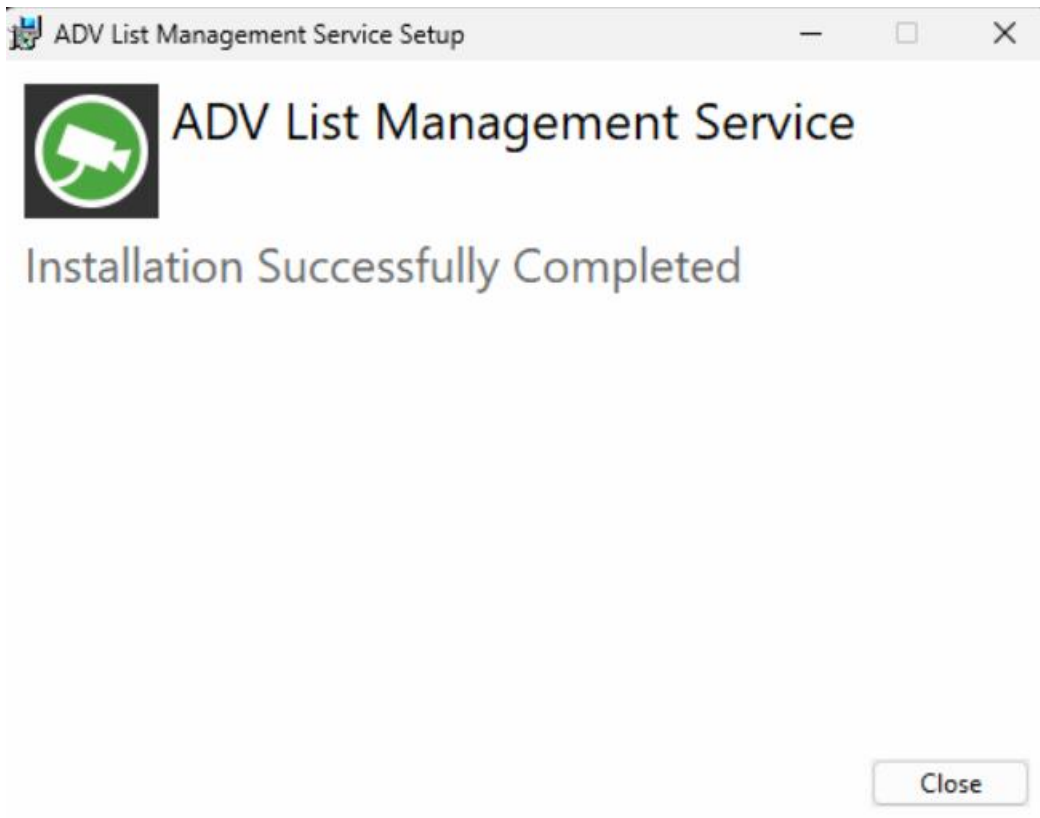 ADV List Management Service Setup
ADV List Management Service
Installation Successfully Completed
Close